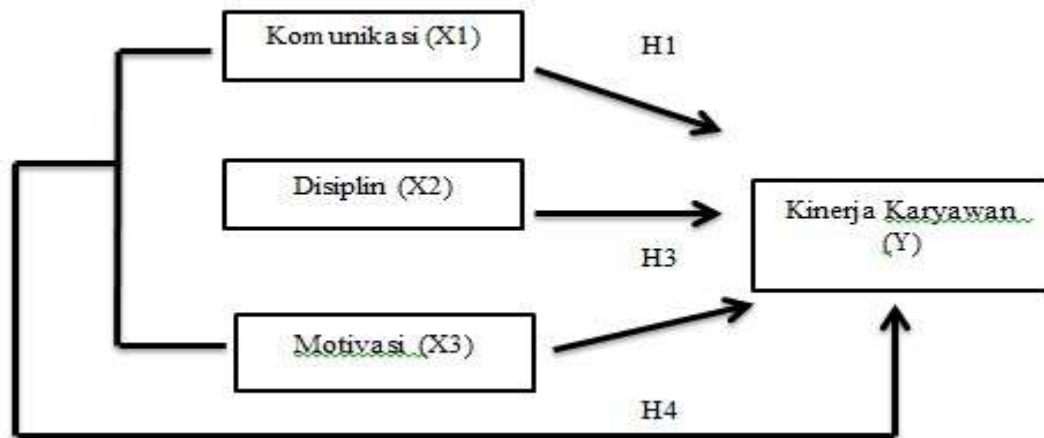 Komunikasi (X1)
H1
Disiplin (X2)
Kinerja Karyawan
(Y)
H3
Motivasi (X3)
H4